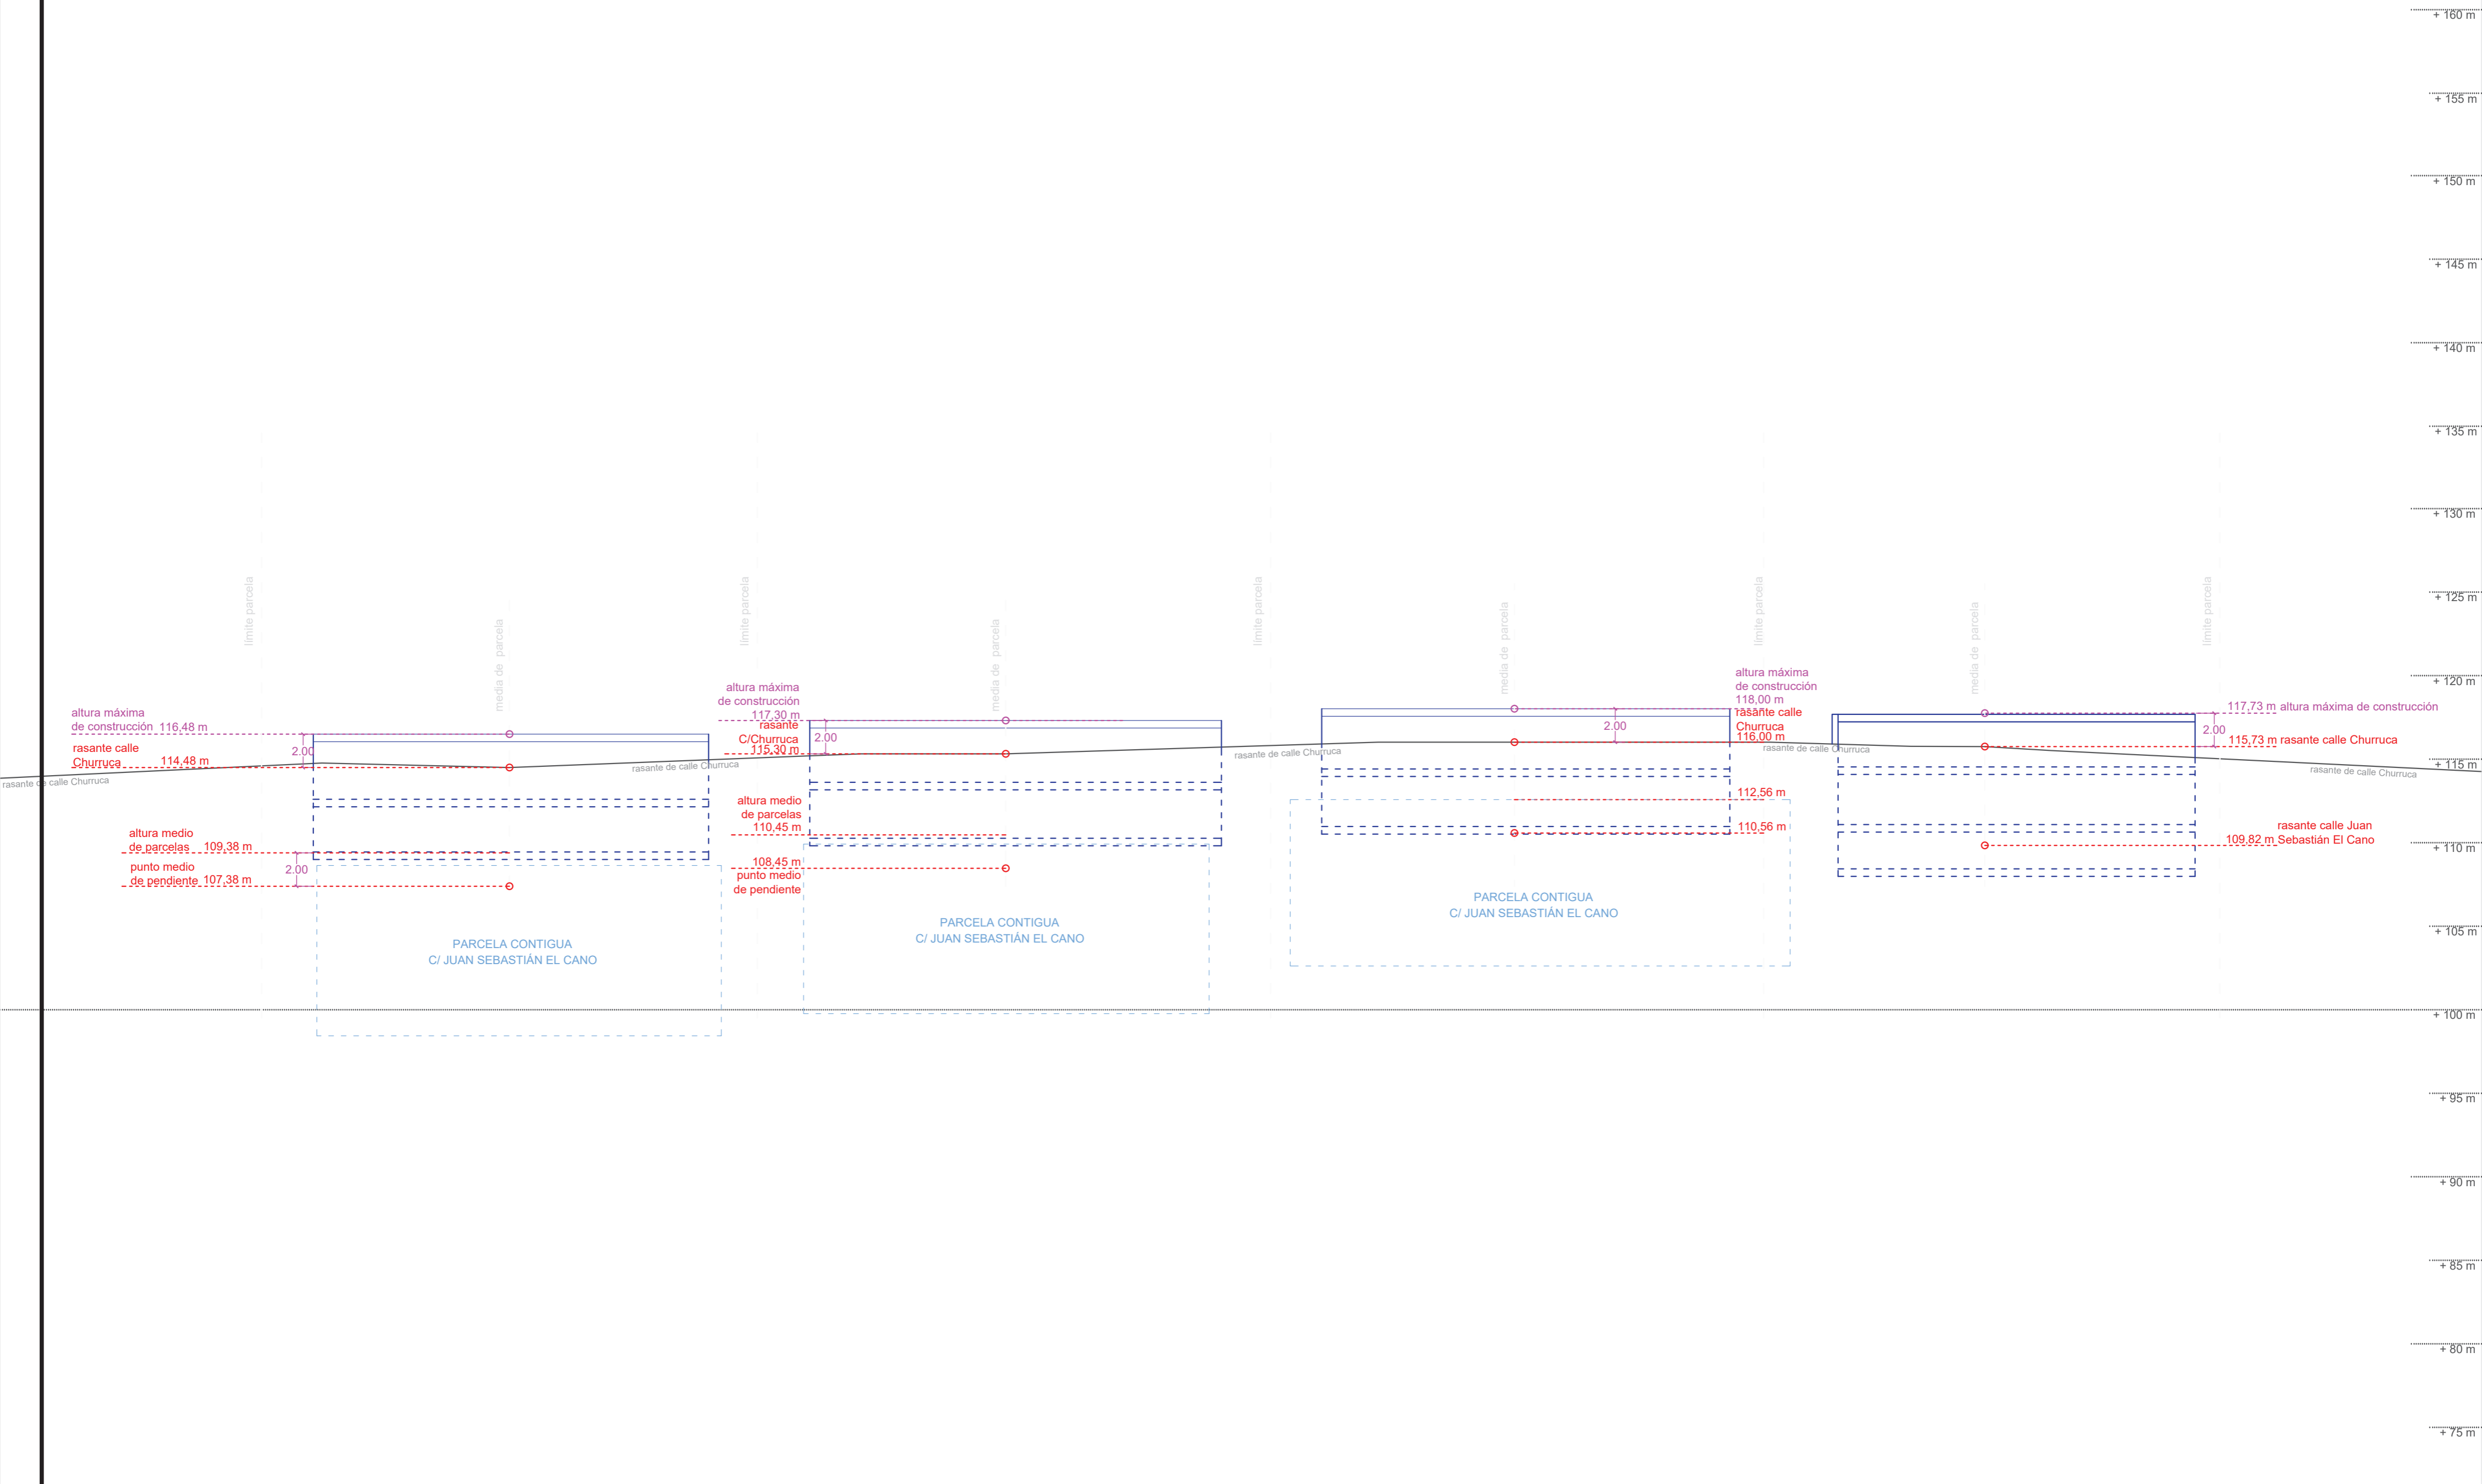 + 160 m
+ 155 m
+ 150 m
+ 145 m
+ 140 m
+ 135 m
+ 130 m
+ 125 m
+ 120 m
+ 115 m
+ 110 m
+ 105 m
+ 100 m
+ 95 m
+ 90 m
+ 85 m
+ 80 m
+ 75 m
límite parcela
media de parcela
límite parcela
media de parcela
límite parcela
media de parcela
límite parcela
media de parcela
límite parcela
altura máxima
de construcción 116,48 m
2.00
rasante calle
Churruca 114,48 m
rasante de calle Churruca
altura medio
de parcelas 109,38 m
punto medio
de pendiente 107,38 m
2.00
PARCELA CONTIGUA
C/ JUAN SEBASTIÁN EL CANO
rasante de calle Churruca
altura máxima
de construcción
117,30 m
rasante
C/Churruca
115,30 m
2.00
altura medio
de parcelas
110,45 m
108,45 m
punto medio
de pendiente
PARCELA CONTIGUA
C/ JUAN SEBASTIÁN EL CANO
rasante de calle Churruca
altura máxima
de construcción
118,00 m
rasante calle
Churruca
116,00 m
2.00
112,56 m
110,56 m
PARCELA CONTIGUA
C/ JUAN SEBASTIÁN EL CANO
rasante de calle Churruca
117,73 m altura máxima de construcción
2.00
115,73 m rasante calle Churruca
rasante de calle Churruca
rasante calle Juan
109,82 m Sebastián El Cano